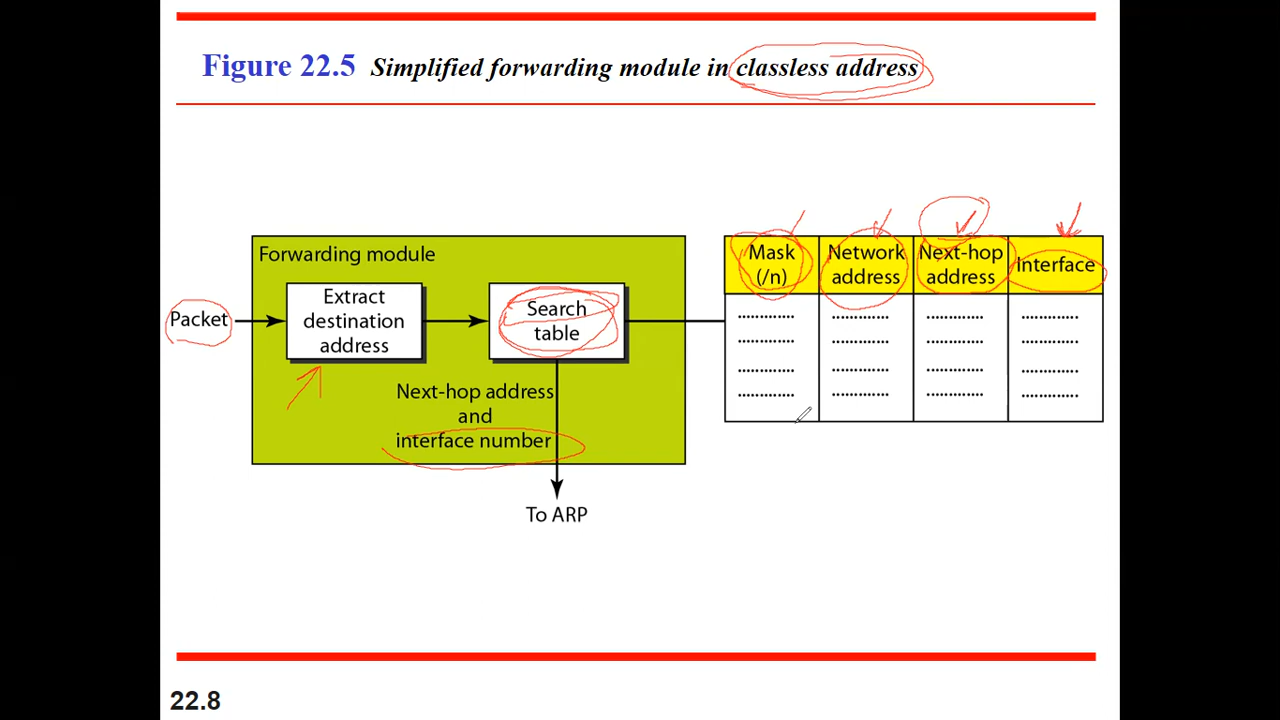 Figure 22.5 Simplified forwarding module in classless address
Forwarding module
Packet
Extract
destination
address
Search
table
Next-hop address
and
interface number
To ARP
Mask
(/n)
Network
address
Next-hop
address
Interface
22.8